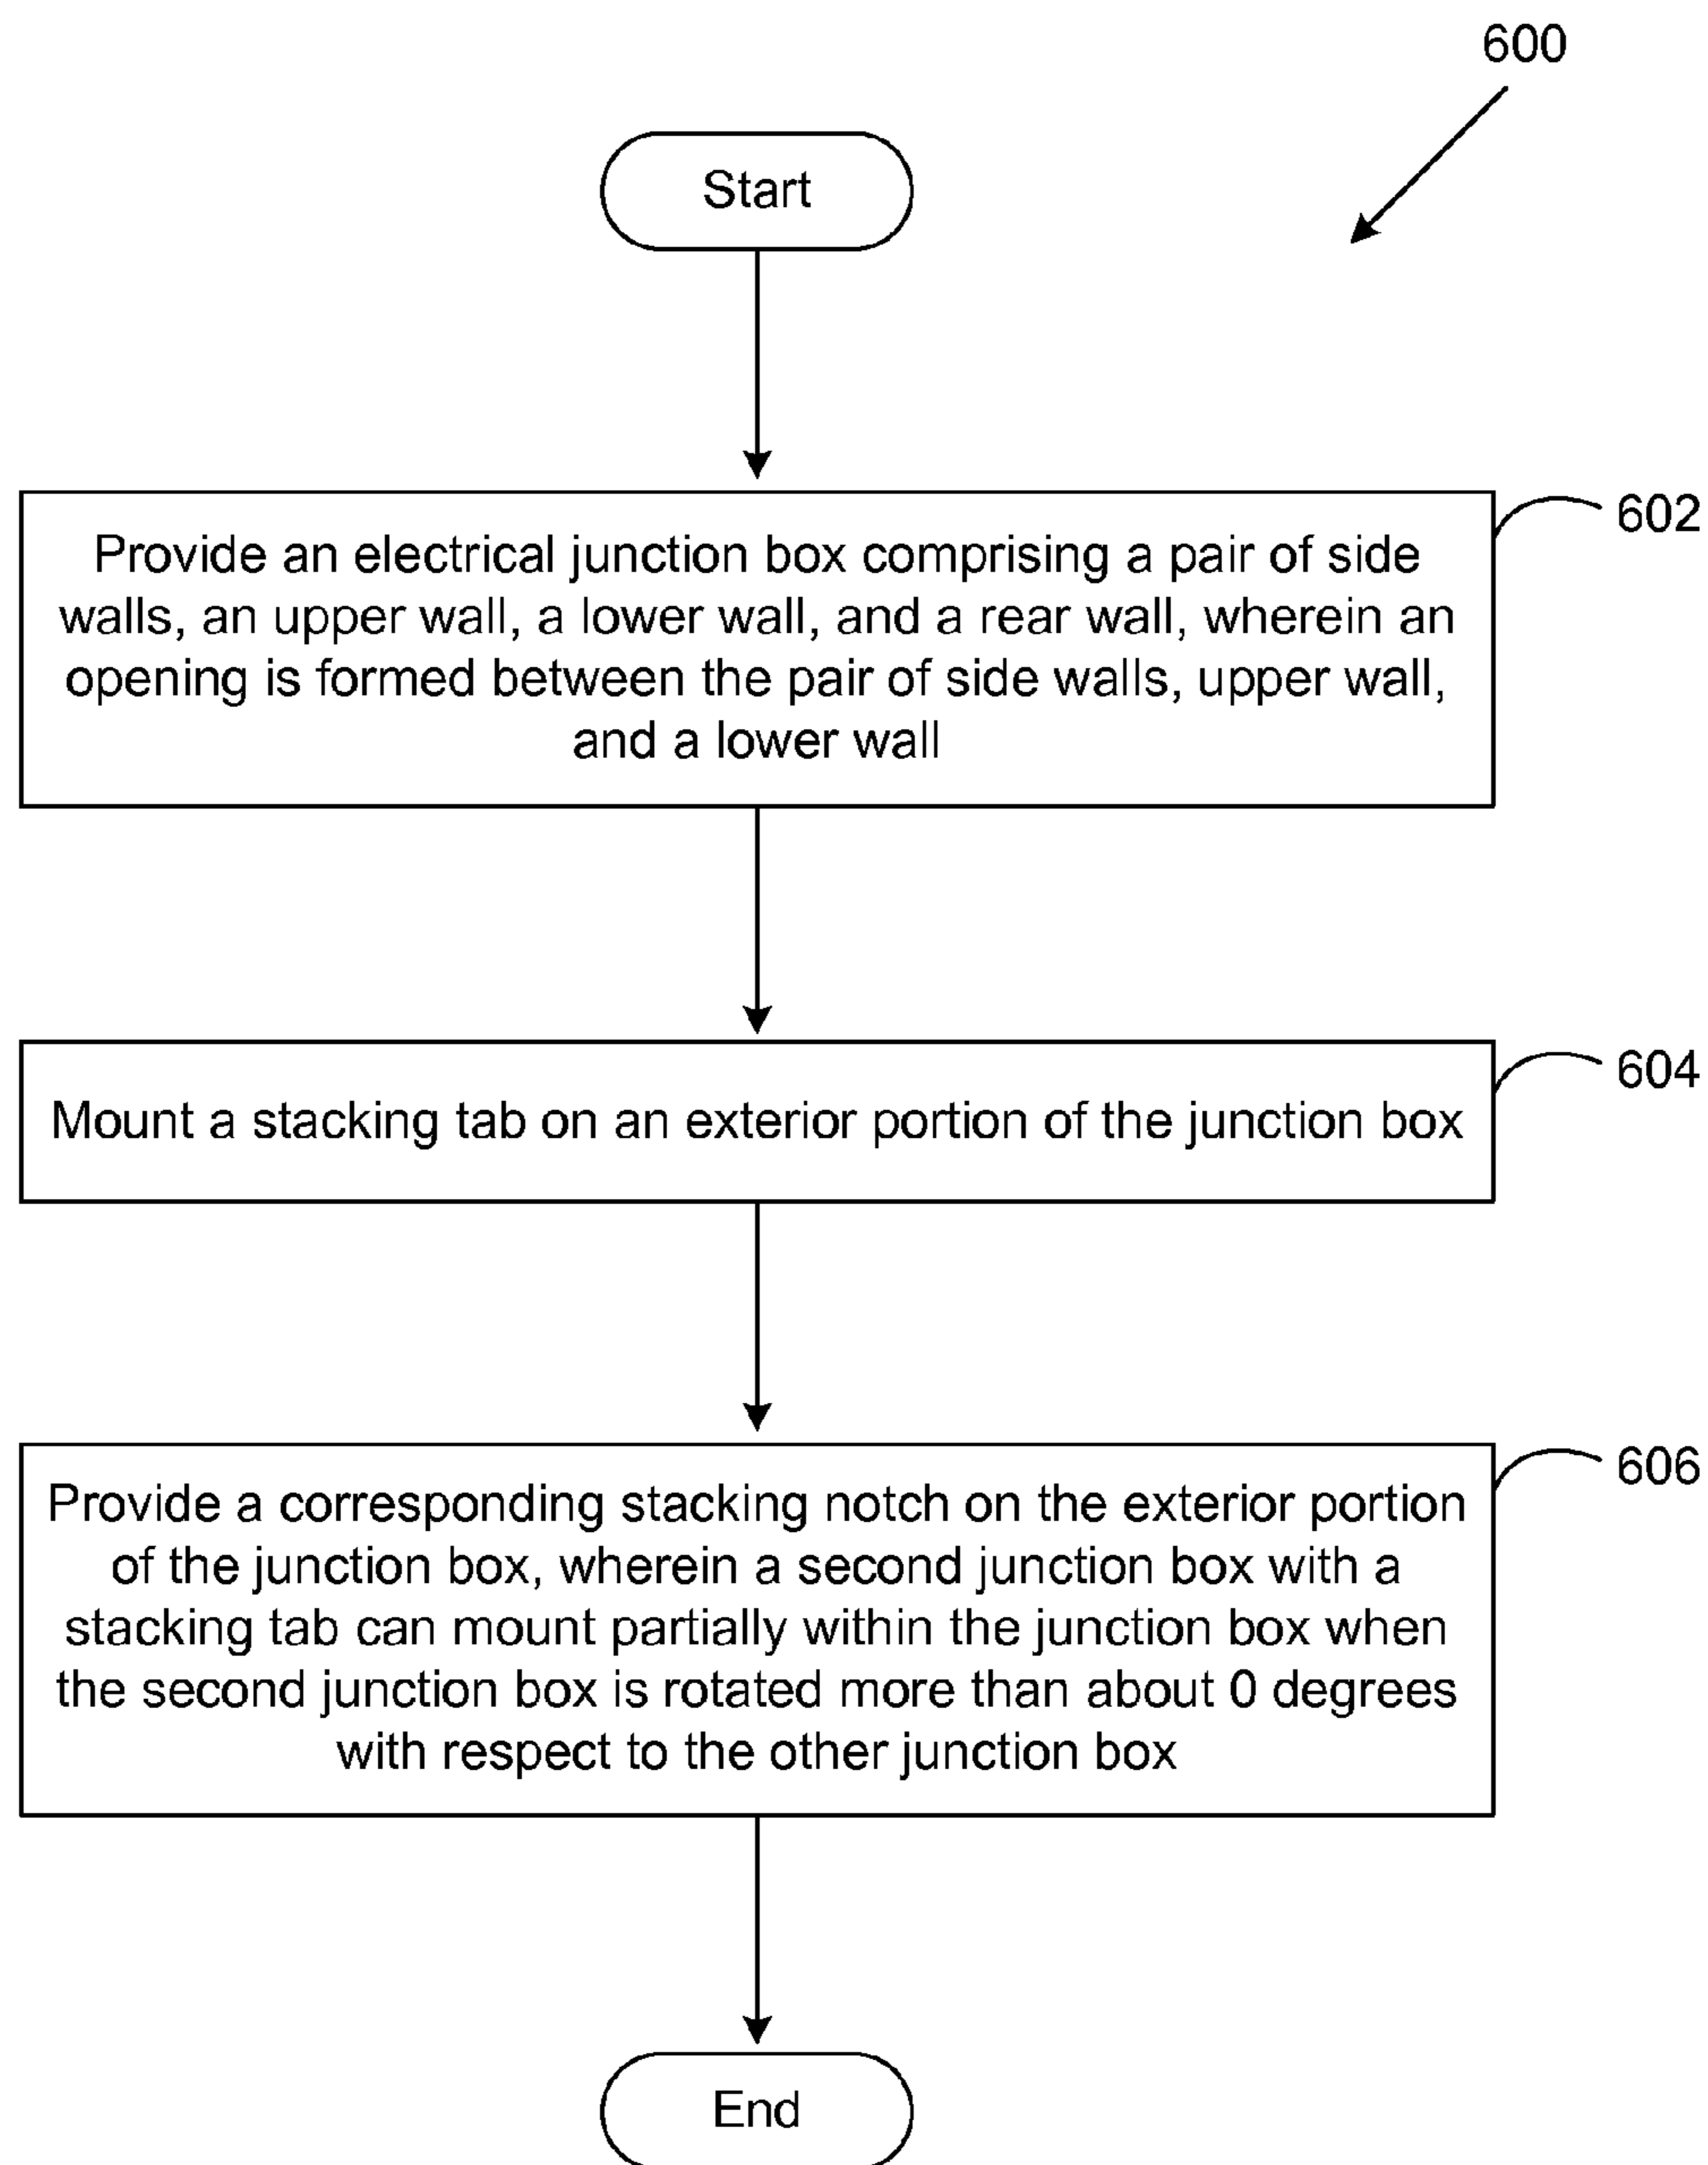 600
Start
602
Provide an electrical junction box comprising a pair of side
walls, an upper wall, a lower wall, and a rear wall, wherein an
opening is formed between the pair of side walls, upper wall,
and a lower wall
604
Mount a stacking tab on an exterior portion of the junction box
606
Provide a corresponding stacking notch on the exterior portion
of the junction box, wherein a second junction box with a
stacking tab can mount partially within the junction box when
the second junction box is rotated more than about 0 degrees
with respect to the other junction box
End